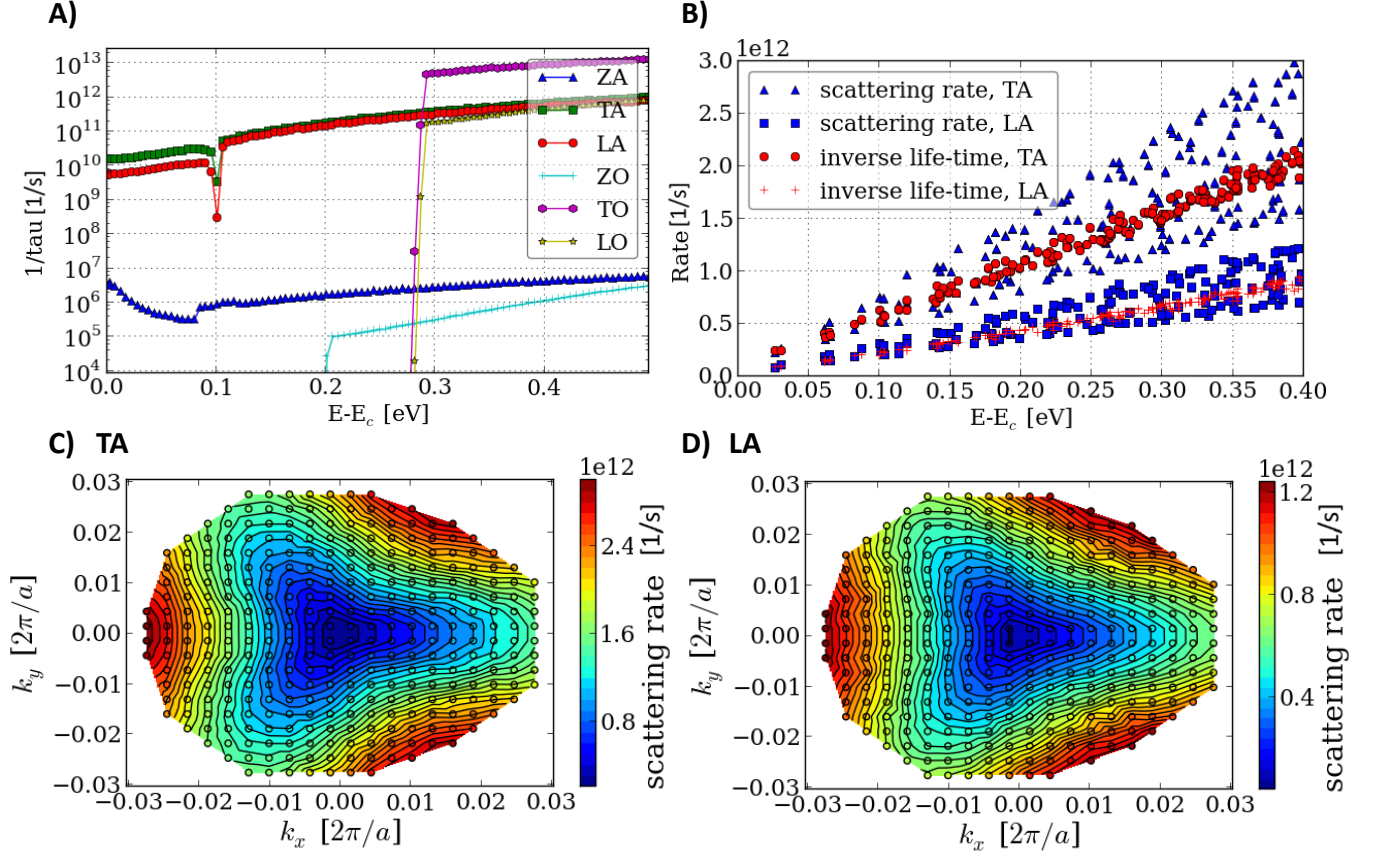 A)
10^13
10^12
10^11
10^10
10^9
10^8
10^7
10^6
10^5
10^4
1/tau [1/s]
ZA
TA
LA
ZO
TO
LO
0.0 0.1 0.2 0.3 0.4
E-E_c [eV]
B)
1e12
3.0
2.5
2.0
1.5
1.0
0.5
0.0
Rate [1/s]
scattering rate, TA
scattering rate, LA
inverse life-time, TA
inverse life-time, LA
0.00 0.05 0.10 0.15 0.20 0.25 0.30 0.35 0.40
E-E_c [eV]
C) TA
0.03
0.02
0.01
0.00
−0.01
−0.02
−0.03
k_y [2π/a]
−0.03 −0.02 −0.01 0.00 0.01 0.02 0.03
k_x [2π/a]
1e12
2.4
1.6
0.8
scattering rate [1/s]
D) LA
0.03
0.02
0.01
0.00
−0.01
−0.02
−0.03
k_y [2π/a]
−0.03 −0.02 −0.01 0.00 0.01 0.02 0.03
k_x [2π/a]
1e12
1.2
0.8
0.4
scattering rate [1/s]